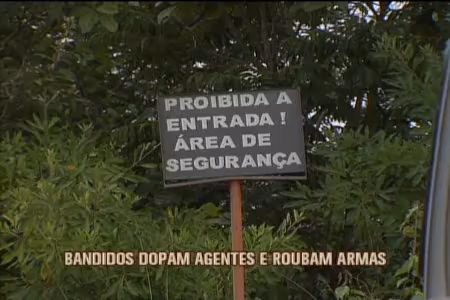 PROIBIDA A
ENTRADA !
ÁREA DE
SEGURANÇA
BANDIDOS DOPAM AGENTES E ROUBAM ARMAS